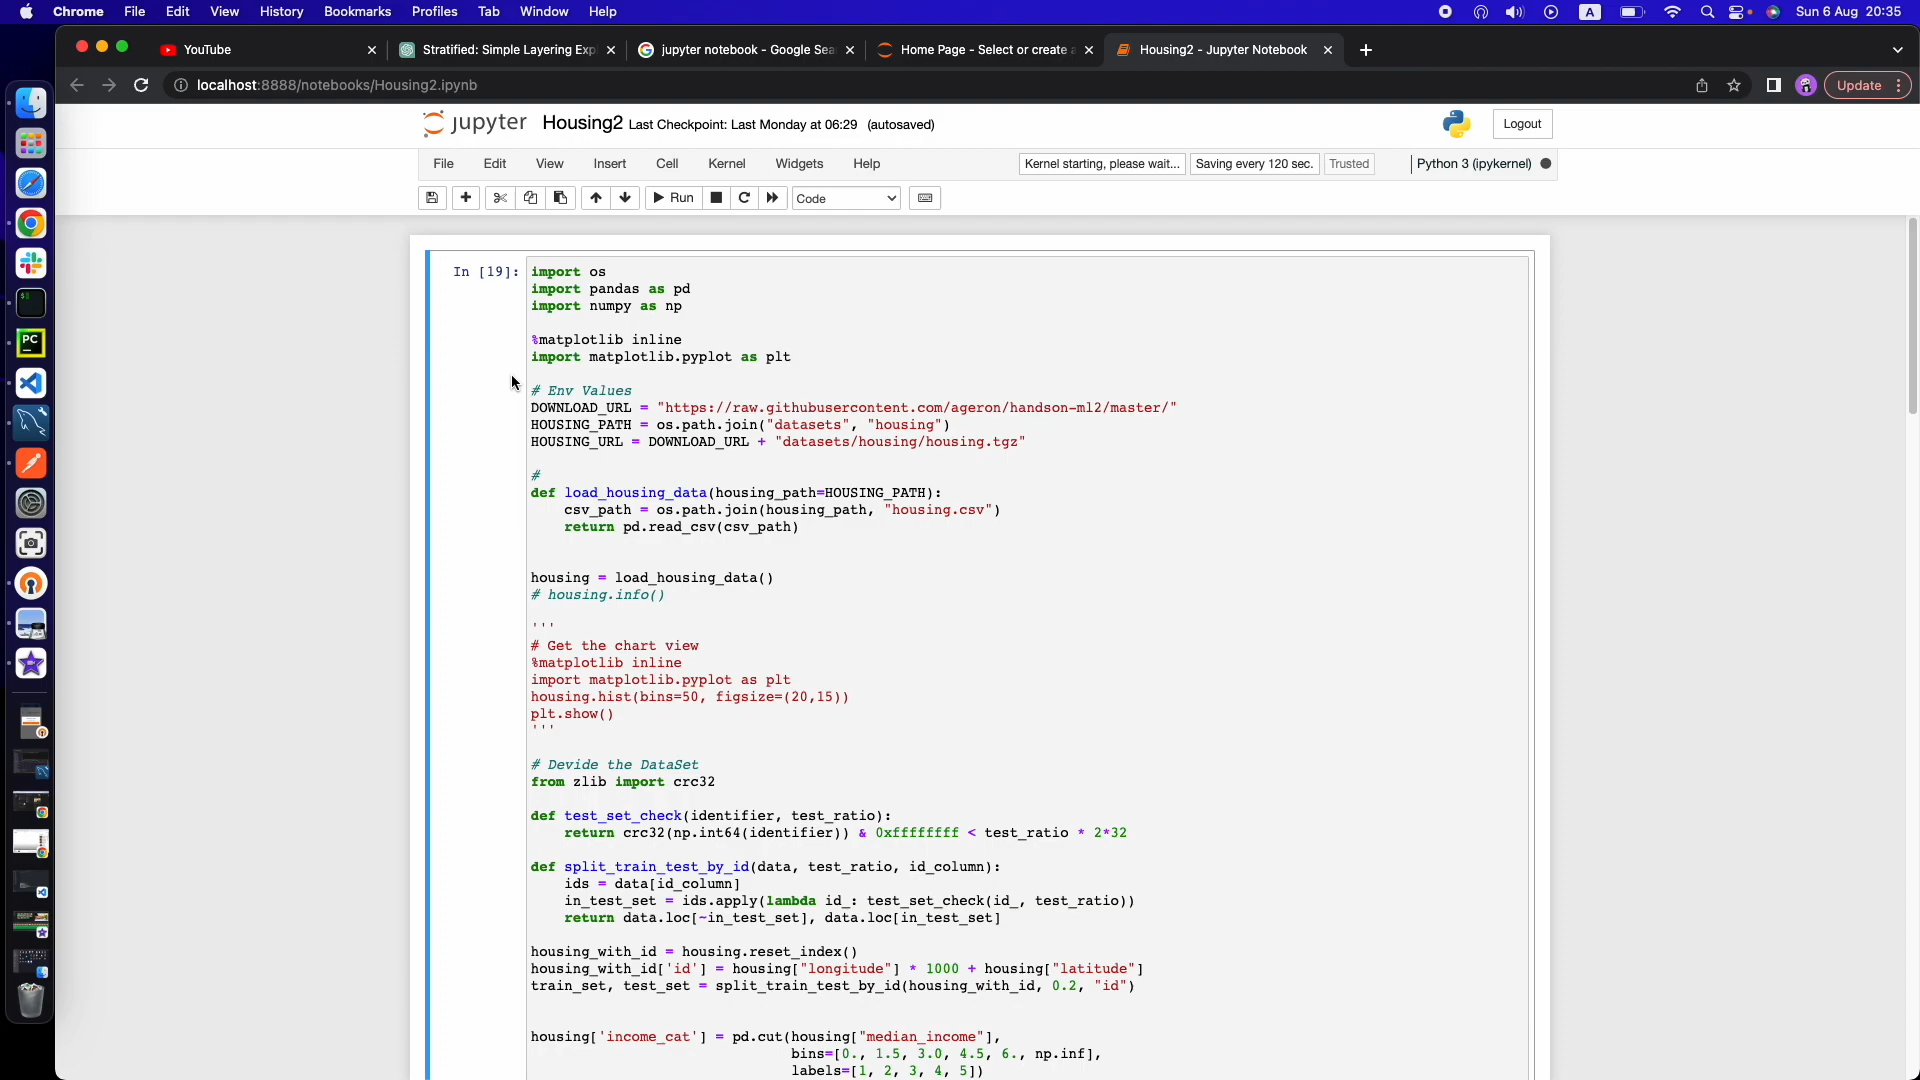 Chrome File Edit View History Bookmarks Profiles Tab Window Help A Sun 6 Aug 20:35
YouTube Stratified: Simple Layering Exp jupyter notebook - Google Sea Home Page - Select or create a Housing2 - Jupyter Notebook
localhost:8888/notebooks/Housing2.ipynb Update
jupyter Housing2 Last Checkpoint: Last Monday at 06:29 (autosaved) Logout
File Edit View Insert Cell Kernel Widgets Help Kernel starting, please wait... Saving every 120 sec. Trusted Python 3 (ipykernel)
Run Code
In [19]: import os
import pandas as pd
import numpy as np
%matplotlib inline
import matplotlib.pyplot as plt
# Env Values
DOWNLOAD_URL = "https://raw.githubusercontent.com/ageron/handson-ml2/master/"
HOUSING_PATH = os.path.join("datasets", "housing")
HOUSING_URL = DOWNLOAD_URL + "datasets/housing/housing.tgz"
#
def load_housing_data(housing_path=HOUSING_PATH):
csv_path = os.path.join(housing_path, "housing.csv")
return pd.read_csv(csv_path)
housing = load_housing_data()
# housing.info()
'''
# Get the chart view
%matplotlib inline
import matplotlib.pyplot as plt
housing.hist(bins=50, figsize=(20,15))
plt.show()
'''
# Devide the DataSet
from zlib import crc32
def test_set_check(identifier, test_ratio):
return crc32(np.int64(identifier)) & 0xffffffff < test_ratio * 2*32
def split_train_test_by_id(data, test_ratio, id_column):
ids = data[id_column]
in_test_set = ids.apply(lambda id_: test_set_check(id_, test_ratio))
return data.loc[~in_test_set], data.loc[in_test_set]
housing_with_id = housing.reset_index()
housing_with_id['id'] = housing["longitude"] * 1000 + housing["latitude"]
train_set, test_set = split_train_test_by_id(housing_with_id, 0.2, "id")
housing['income_cat'] = pd.cut(housing["median_income"],
bins=[0., 1.5, 3.0, 4.5, 6., np.inf],
labels=[1, 2, 3, 4, 5])
PC